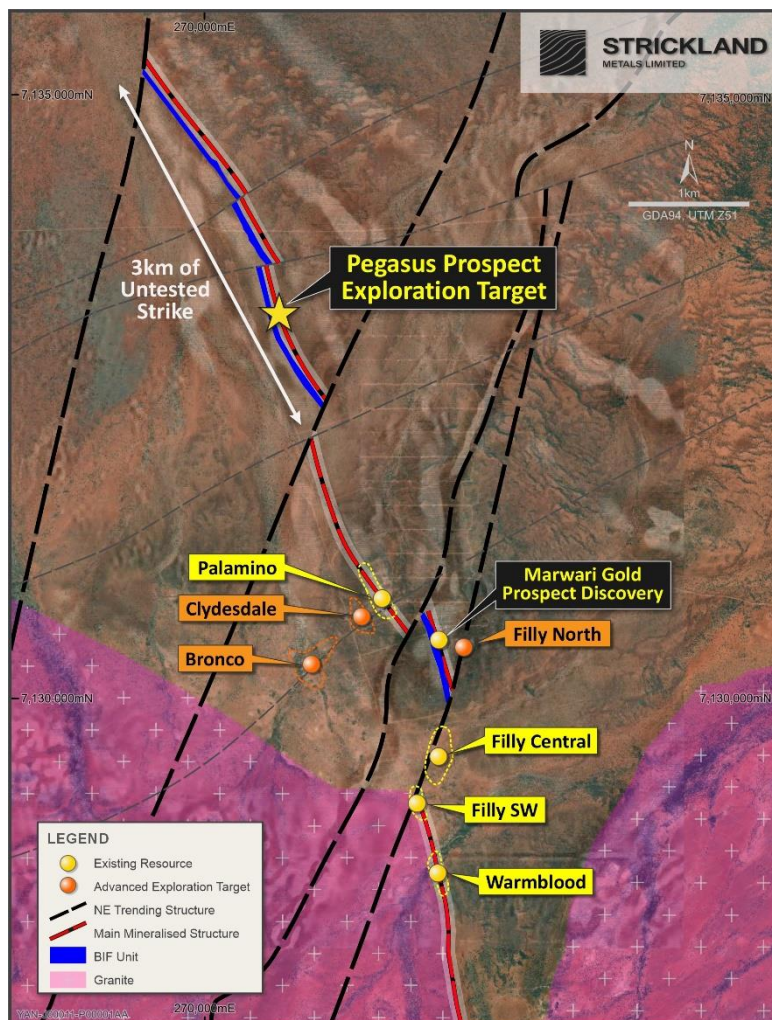 270,000mE
STRICKLAND
METALS LIMITED
7,135,000mN
7,135,000mN
N
1km
GDA94, UTM Z51
3km of
Untested
Strike
Pegasus Prospect
Exploration Target
Palamino
Marwari Gold
Prospect Discovery
Clydesdale
Filly North
Bronco
7,130,000mN
7,130,000mN
Filly Central
Filly SW
Warmblood
LEGEND
Existing Resource
Advanced Exploration Target
NE Trending Structure
Main Mineralised Structure
BIF Unit
Granite
270,000mE